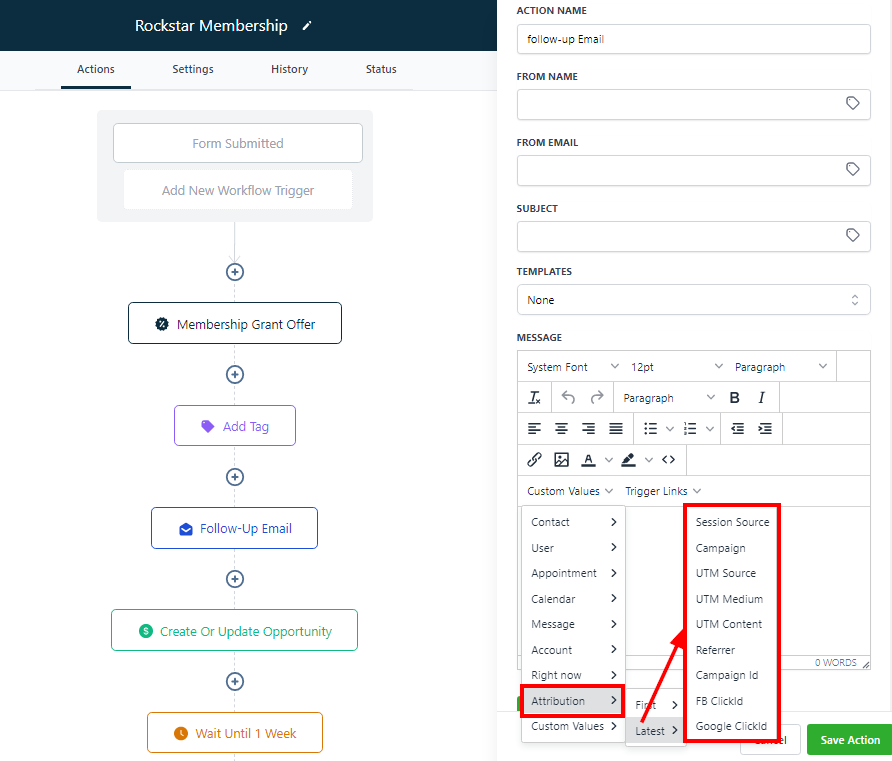 Rockstar Membership
Actions Settings History Status
Form Submitted
Add New Workflow Trigger
Membership Grant Offer
Add Tag
Follow-Up Email
Create Or Update Opportunity
Wait Until 1 Week
ACTION NAME
follow-up Email
FROM NAME
FROM EMAIL
SUBJECT
TEMPLATES
None
MESSAGE
System Font 12pt Paragraph
Paragraph B I
Custom Values Trigger Links
Contact
User
Appointment
Calendar
Message
Account
Right now
Attribution
Custom Values
First
Latest
Session Source
Campaign
UTM Source
UTM Medium
UTM Content
Referrer
Campaign Id
FB ClickId
Google ClickId
0 WORDS
Save Action